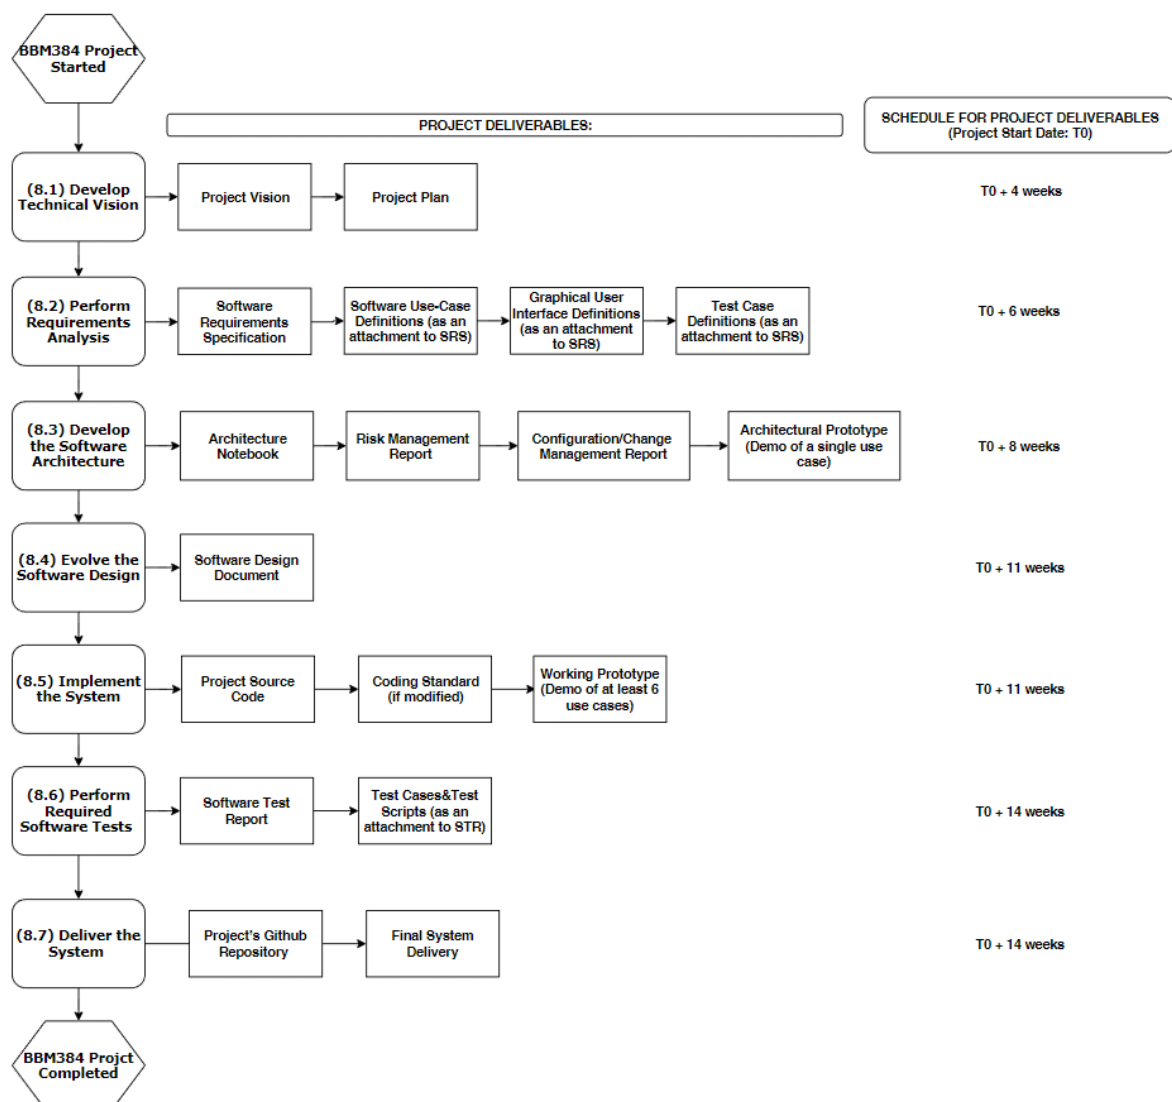 BBM384 Project
Started
PROJECT DELIVERABLES:
SCHEDULE FOR PROJECT DELIVERABLES
(Project Start Date: T0)
(8.1) Develop
Technical Vision
Project Vision
Project Plan
T0 + 4 weeks
(8.2) Perform
Requirements
Analysis
Software
Requirements
Specification
Software Use-Case
Definitions (as an
attachment to SRS)
Graphical User
Interface Definitions
(as an attachment
to SRS)
Test Case
Definitions (as an
attachment to SRS)
T0 + 6 weeks
(8.3) Develop
the Software
Architecture
Architecture
Notebook
Risk Management
Report
Configuration/Change
Management Report
Architectural Prototype
(Demo of a single use
case)
T0 + 8 weeks
(8.4) Evolve the
Software Design
Software Design
Document
T0 + 11 weeks
(8.5) Implement
the System
Project Source
Code
Coding Standard
(if modified)
Working Prototype
(Demo of at least 6
use cases)
T0 + 11 weeks
(8.6) Perform
Required
Software Tests
Software Test
Report
Test Cases&Test
Scripts (as an
attachment to STR)
T0 + 14 weeks
(8.7) Deliver the
System
Project's Github
Repository
Final System
Delivery
T0 + 14 weeks
BBM384 Projct
Completed